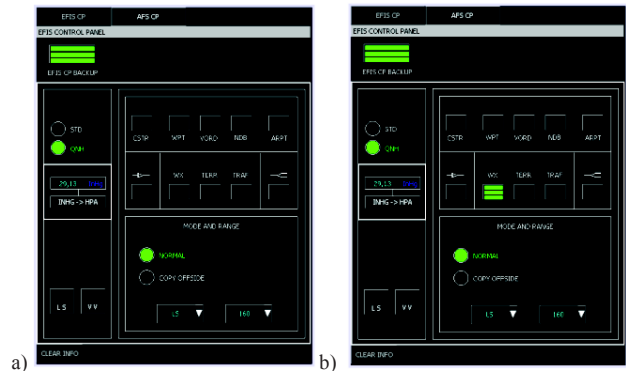 EFIS CP AFS CP
EFIS CONTROL PANEL
EFIS CP BACKUP
STD
QNH
CSTR WPT VORD NDB ARPT
WX TERR TRAF
29,13 INHG
INHG -> HPA
MODE AND RANGE
NORMAL
COPY OFFSIDE
LS VV
LS 160
CLEAR INFO
a)
EFIS CP AFS CP
EFIS CONTROL PANEL
EFIS CP BACKUP
STD
QNH
CSTR WPT VORD NDB ARPT
WX TERR TRAF
29,13 INHG
INHG -> HPA
MODE AND RANGE
NORMAL
COPY OFFSIDE
LS VV
LS 160
CLEAR INFO
b)